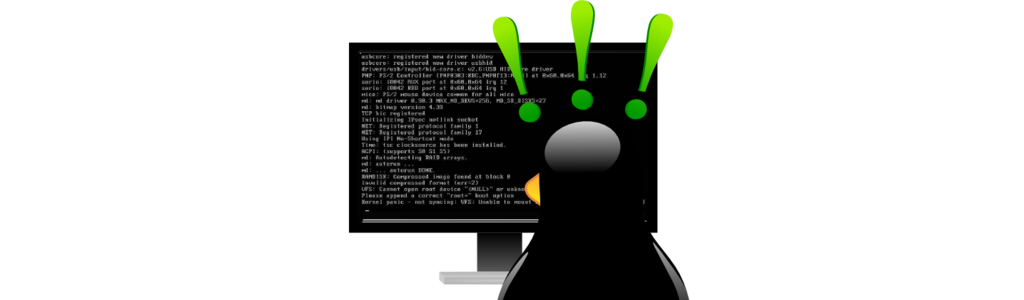 usbcore: registered new driver hiddev
usbcore: registered new driver usbhid
drivers/usb/input/hid-core.c: v2.6:USB HID core driver
PNP: PS/2 Controller [PNP0303:KBC,PNP0F13:M ] at 0x60,0x64 irq 1,12
serio: i8042 AUX port at 0x60,0x64 irq 12
serio: i8042 KBD port at 0x60,0x64 irq 1
mice: PS/2 mouse device common for all mice
md: md driver 0.90.3 MAX_MD_DEVS=256, MD_SB_DISKS=27
md: bitmap version 4.39
TCP bic registered
Initializing IPsec netlink socket
NET: Registered protocol family 1
NET: Registered protocol family 17
Using IPI No-Shortcut mode
Time: tsc clocksource has been installed.
ACPI: (supports S0 S1 S5)
md: Autodetecting RAID arrays.
md: autorun ...
md: ... autorun DONE.
RAMDISK: Compressed image found at block 0
invalid compressed format (err=2)
VFS: Cannot open root device "<NULL>" or unkno
Please append a correct "root=" boot option
Kernel panic - not syncing: VFS: Unable to mount